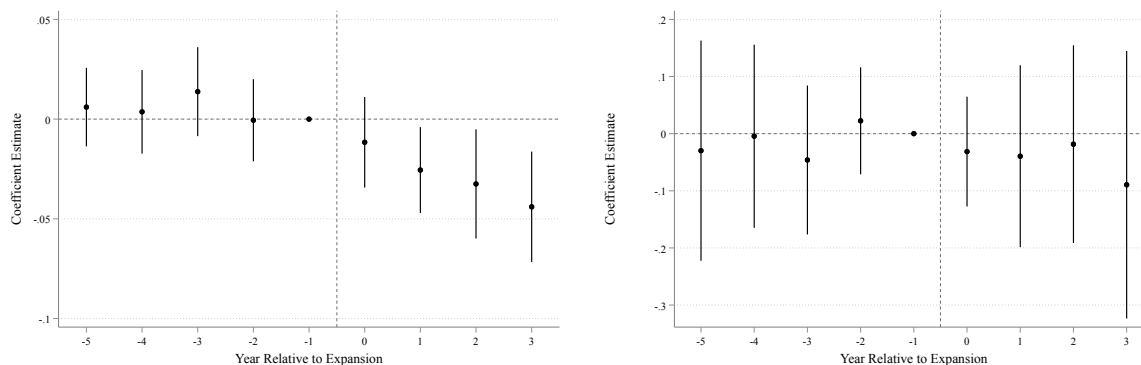 .05
0
-.05
-.1
Coefficient Estimate
-5 -4 -3 -2 -1 0 1 2 3
Year Relative to Expansion
.2
.1
0
-.1
-.2
-.3
Coefficient Estimate
-5 -4 -3 -2 -1 0 1 2 3
Year Relative to Expansion